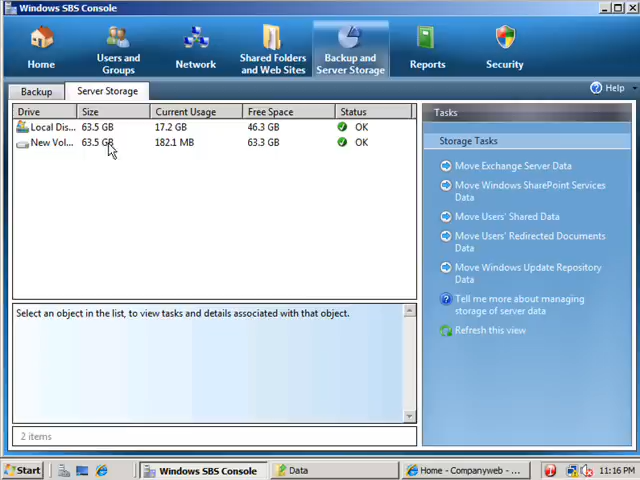 Windows SBS Console
Home
Users and
Groups
Network
Shared Folders
and Web Sites
Backup and
Server Storage
Reports
Security
Backup
Server Storage
Help
Drive Size Current Usage Free Space Status
Local Dis... 63.5 GB 17.2 GB 46.3 GB OK
New Vol... 63.5 GB 182.1 MB 63.3 GB OK
Select an object in the list, to view tasks and details associated with that object.
2 items
Tasks
Storage Tasks
Move Exchange Server Data
Move Windows SharePoint Services
Data
Move Users' Shared Data
Move Users' Redirected Documents
Data
Move Windows Update Repository
Data
Tell me more about managing
storage of server data
Refresh this view
Start
Windows SBS Console
Data
Home - Companyweb - ...
11:16 PM